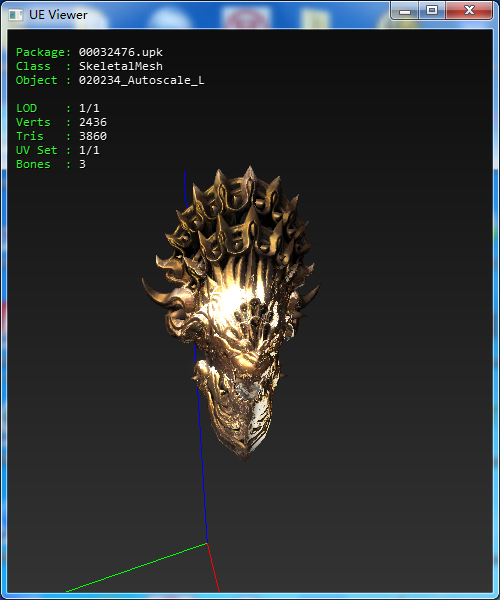 UE Viewer
Package: 00032476.upk
Class : SkeletalMesh
Object : 020234_Autoscale_L
LOD : 1/1
Verts : 2436
Tris : 3860
UV Set : 1/1
Bones : 3